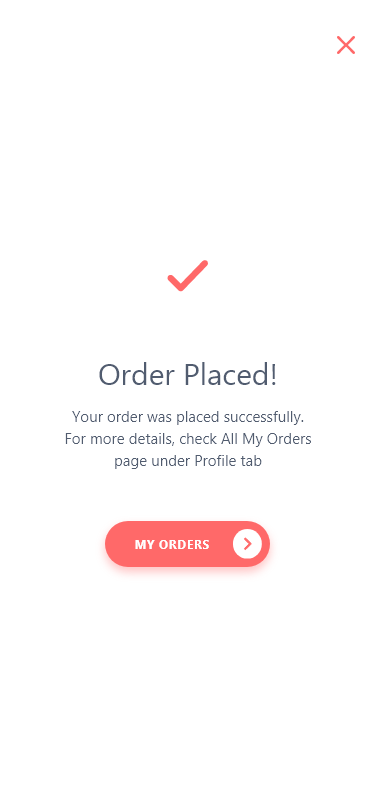 Order Placed!
Your order was placed successfully.
For more details, check All My Orders
page under Profile tab
MY ORDERS